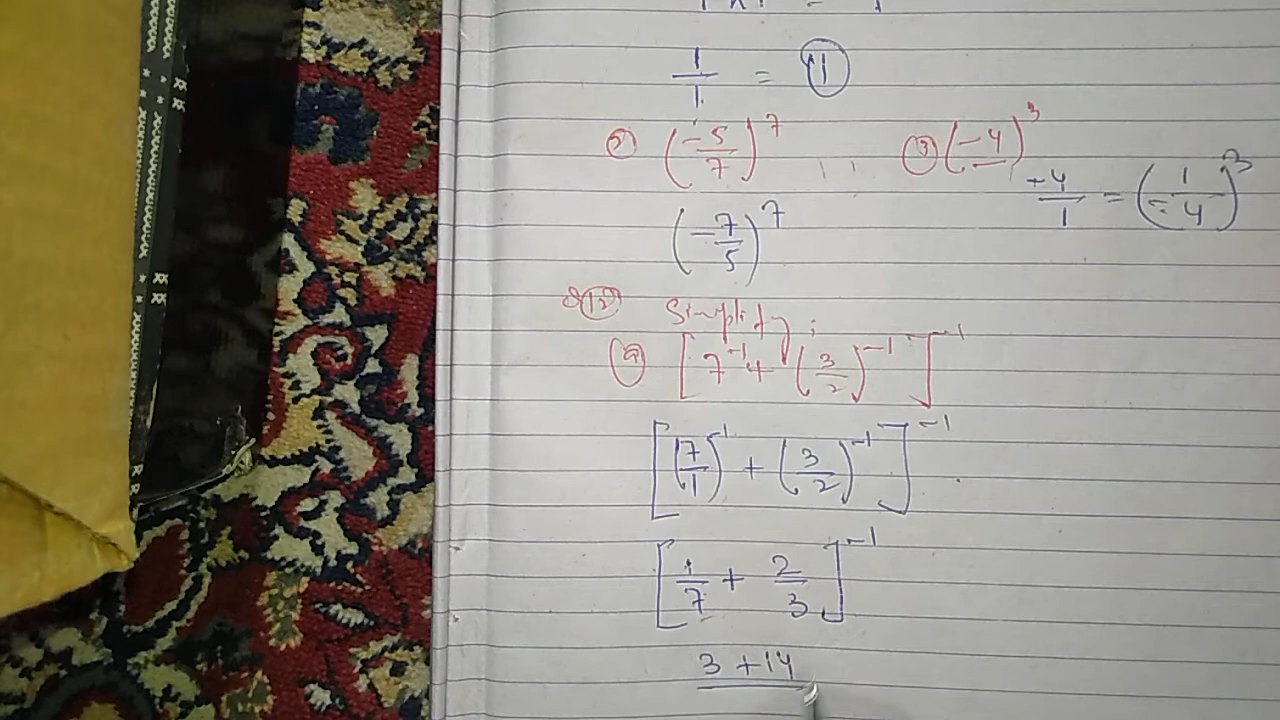 1/1 = 1
② (-5/7)^7 ③ (-4)^3
+4/1 = (1/-4)^3
(-7/5)^7
⑫ Simplify ;
ⓐ [7^-1 + (3/2)^-1]^-1
[(7/1)^-1 + (3/2)^-1]^-1
[1/7 + 2/3]^-1
3 + 14